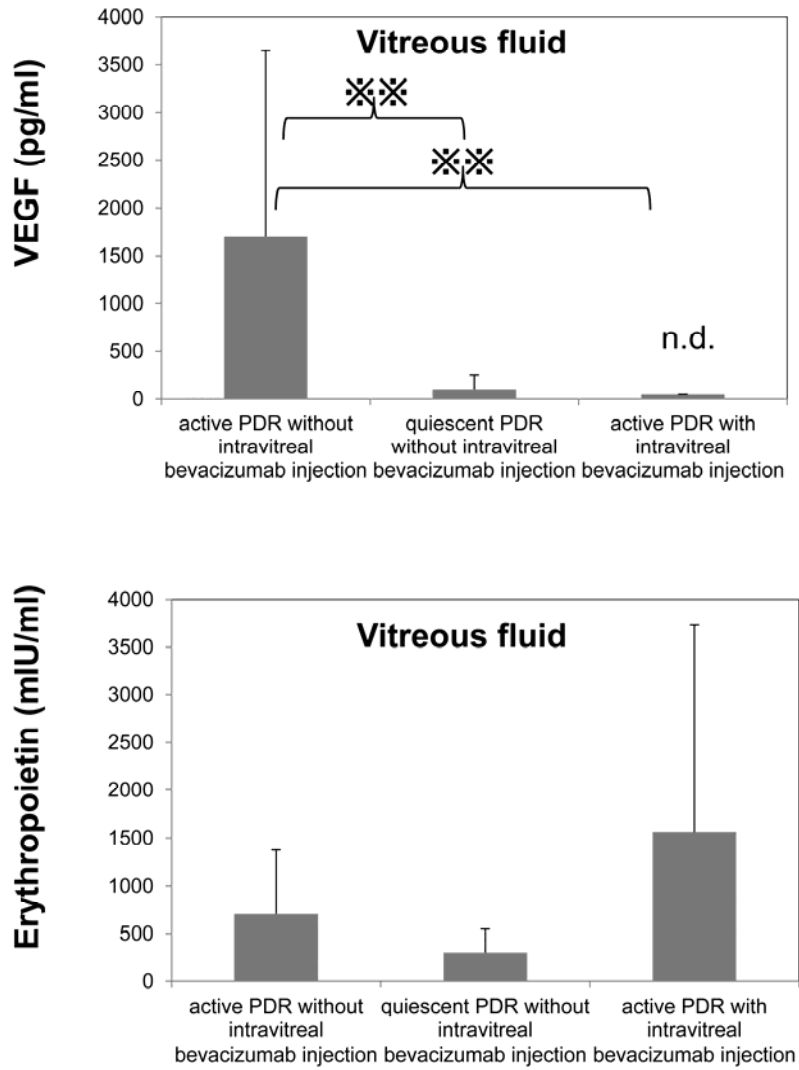 Vitreous fluid
VEGF (pg/ml)
4000
3500
3000
2500
2000
1500
1000
500
0
※※
※※
n.d.
active PDR without
intravitreal
bevacizumab injection
quiescent PDR
without intravitreal
bevacizumab injection
active PDR with
intravitreal
bevacizumab injection
Vitreous fluid
Erythropoietin (mIU/ml)
4000
3500
3000
2500
2000
1500
1000
500
0
active PDR without
intravitreal
bevacizumab injection
quiescent PDR without
intravitreal
bevacizumab injection
active PDR with
intravitreal
bevacizumab injection